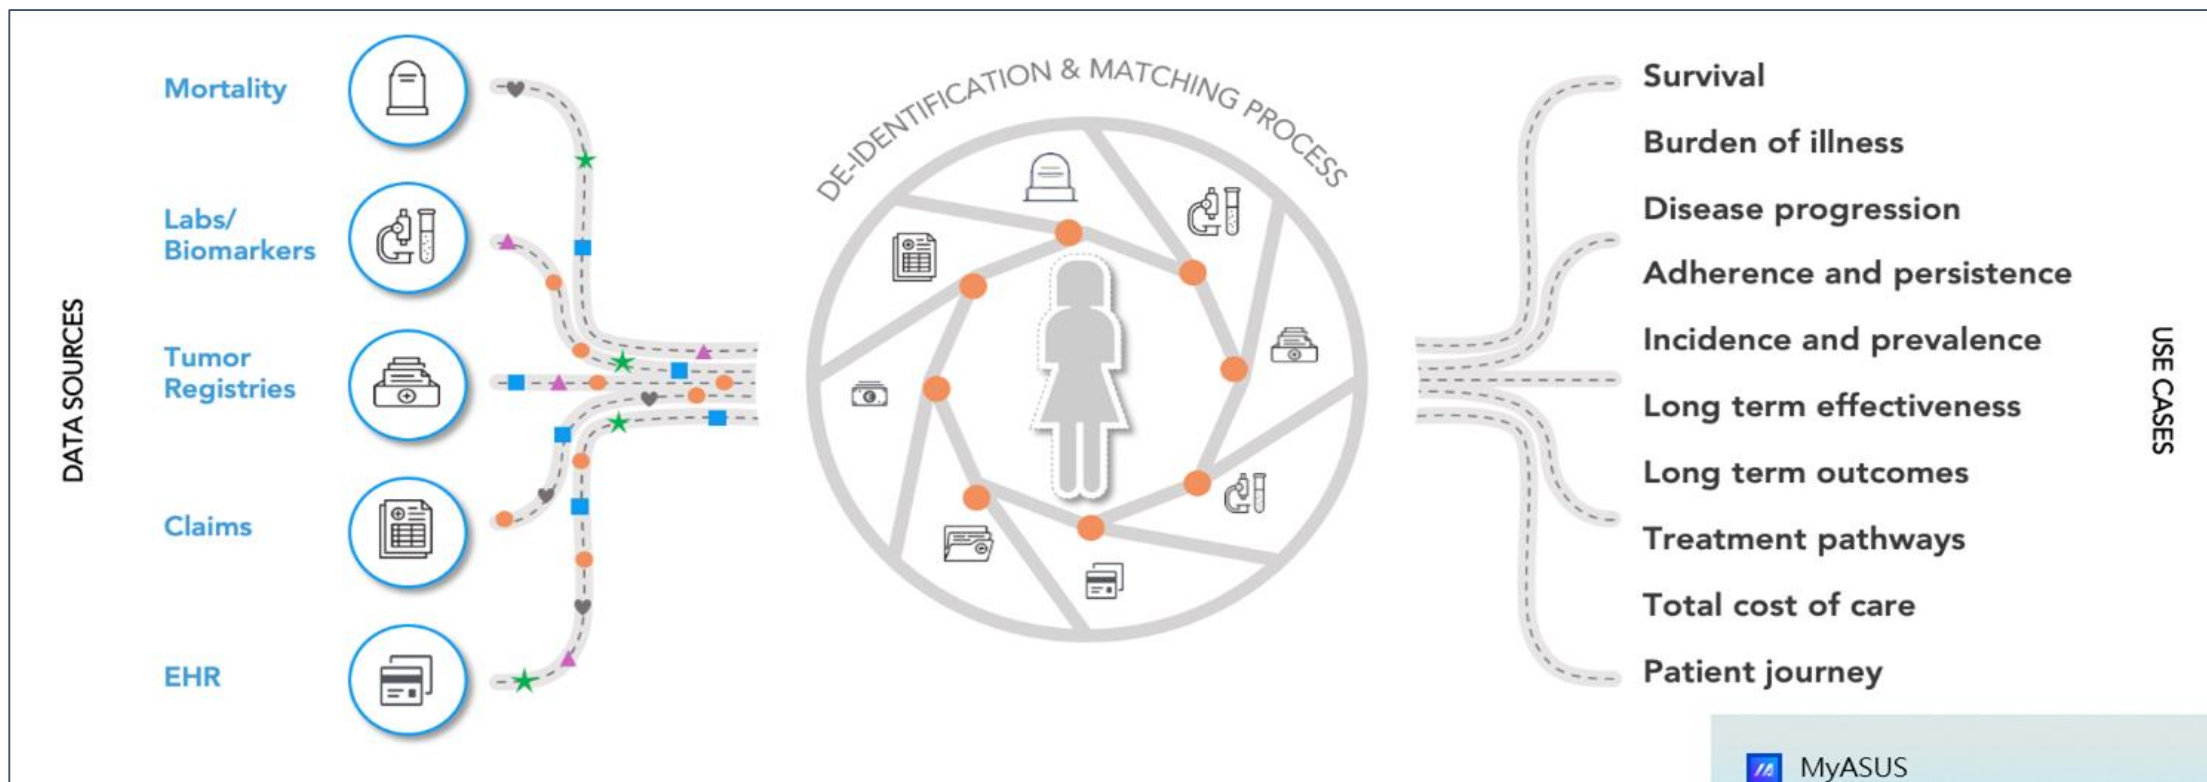 DATA SOURCES
Mortality
Labs/
Biomarkers
Tumor
Registries
Claims
EHR
DE-IDENTIFICATION & MATCHING PROCESS
Survival
Burden of illness
Disease progression
Adherence and persistence
Incidence and prevalence
Long term effectiveness
Long term outcomes
Treatment pathways
Total cost of care
Patient journey
USE CASES
MyASUS